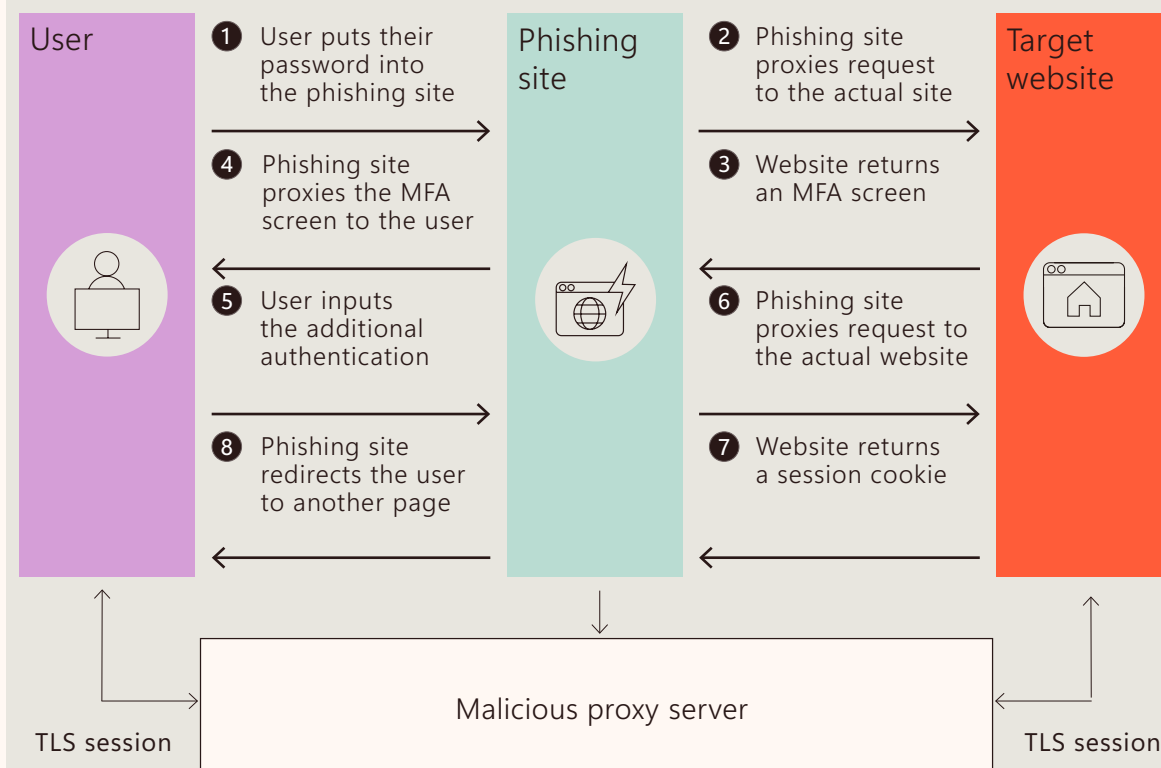 User
Phishing
site
Target
website
1 User puts their
password into
the phishing site
2 Phishing site
proxies request
to the actual site
4 Phishing site
proxies the MFA
screen to the user
3 Website returns
an MFA screen
5 User inputs
the additional
authentication
6 Phishing site
proxies request to
the actual website
8 Phishing site
redirects the user
to another page
7 Website returns
a session cookie
Malicious proxy server
TLS session
TLS session